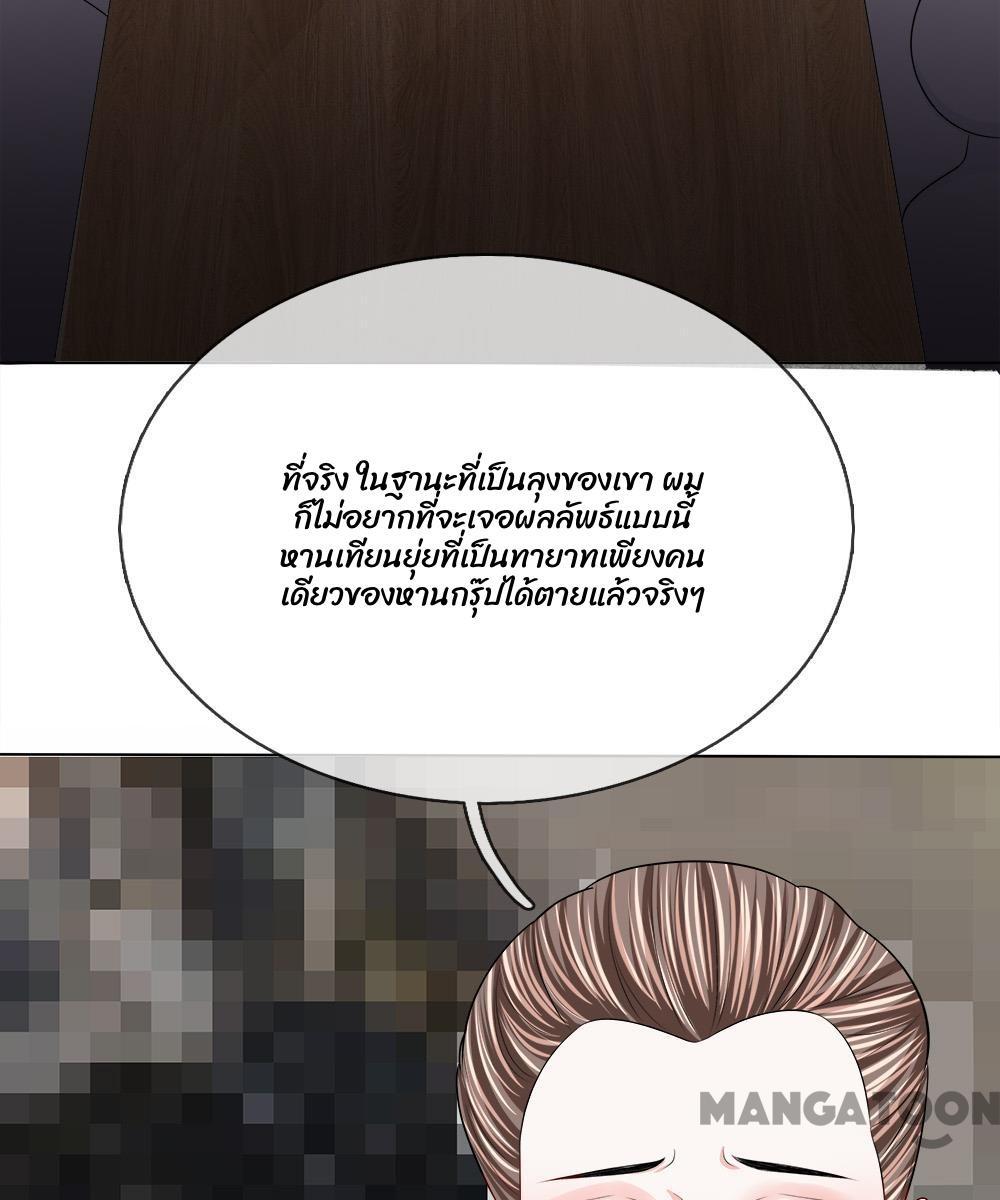 ที่จริง ในฐานะที่เป็นลุงของเขา ผม
ก็ไม่อยากที่จะเจอผลลัพธ์แบบนี้
หานเทียนยุ่ยที่เป็นทายาทเพียงคน
เดียวของหานกรุ๊ปได้ตายแล้วจริงๆ
MANGATOON